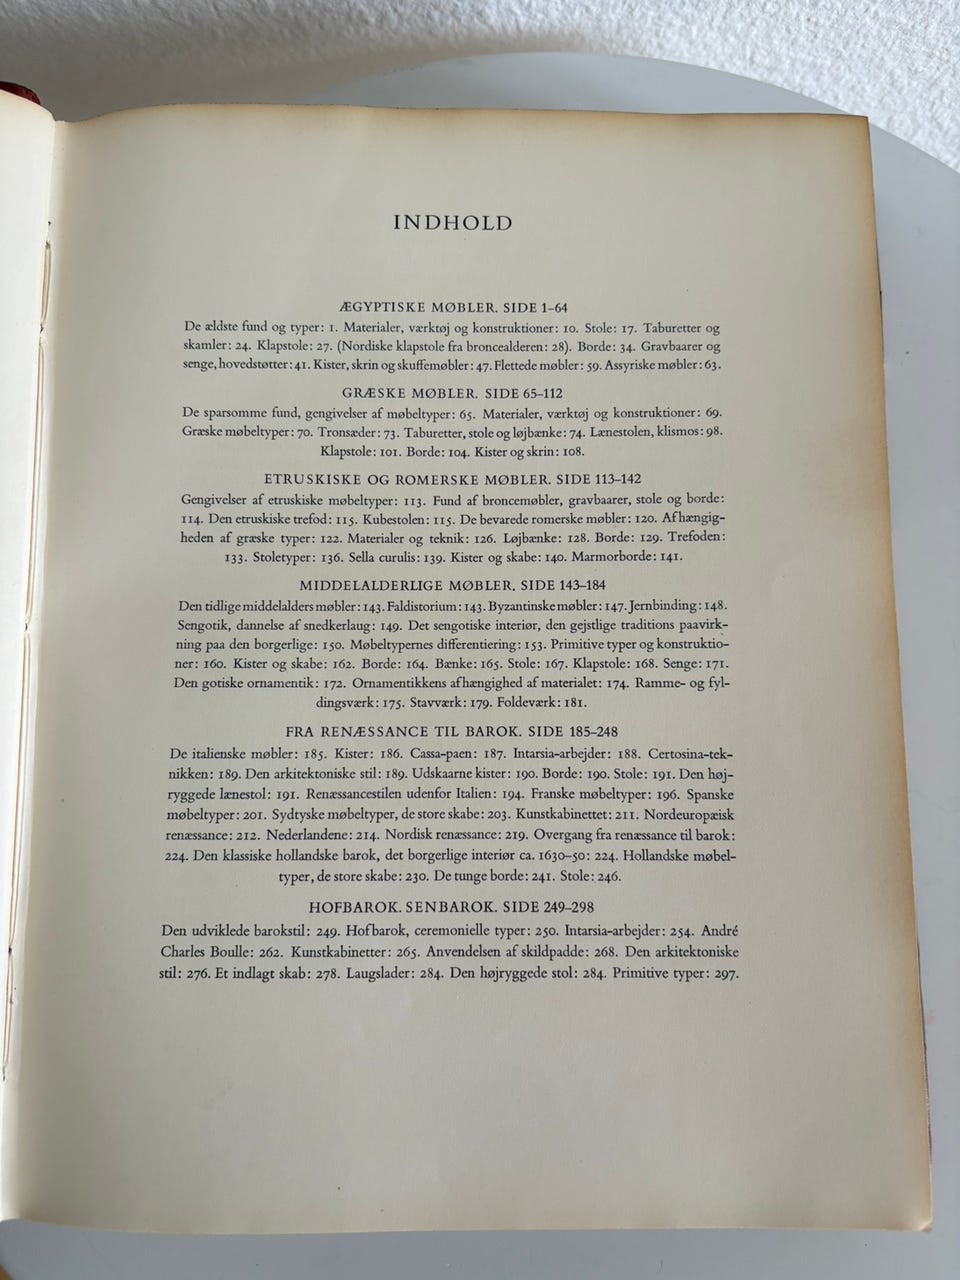 INDHOLD
ÆGYPTISKE MØBLER. SIDE 1–64
De ældste fund og typer: 1. Materialer, værktøj og konstruktioner: 10. Stole: 17. Taburetter og
skamler: 24. Klapstole: 27. (Nordiske klapstole fra broncealderen: 28). Borde: 34. Gravbaarer og
senge, hovedstøtter: 41. Kister, skrin og skuffemøbler: 47. Flettede møbler: 59. Assyriske møbler: 63.
GRÆSKE MØBLER. SIDE 65–112
De sparsomme fund, gengivelser af møbeltyper: 65. Materialer, værktøj og konstruktioner: 69.
Græske møbeltyper: 70. Tronsæder: 73. Taburetter, stole og løjbænke: 74. Lænestolen, klismos: 98.
Klapstole: 101. Borde: 104. Kister og skrin: 108.
ETRUSKISKE OG ROMERSKE MØBLER. SIDE 113–142
Gengivelser af etruskiske møbeltyper: 113. Fund af broncemøbler, gravbaarer, stole og borde:
114. Den etruskiske trefod: 115. Kubestolen: 115. De bevarede romerske møbler: 120. Afhængig-
heden af græske typer: 122. Materialer og teknik: 126. Løjbænke: 128. Borde: 129. Trefoden:
133. Stoletyper: 136. Sella curulis: 139. Kister og skabe: 140. Marmorborde: 141.
MIDDELALDERLIGE MØBLER. SIDE 143–184
Den tidlige middelalders møbler: 143. Faldistorium: 143. Byzantinske møbler: 147. Jernbinding: 148.
Sengotik, dannelse af snedkerlaug: 149. Det sengotiske interiør, den gejstlige traditions paavirk-
ning paa den borgerlige: 150. Møbeltypernes differentiering: 153. Primitive typer og konstruktio-
ner: 160. Kister og skabe: 162. Borde: 164. Bænke: 165. Stole: 167. Klapstole: 168. Senge: 171.
Den gotiske ornamentik: 172. Ornamentikkens afhængighed af materialet: 174. Ramme- og fyl-
dingsværk: 175. Stavværk: 179. Foldeværk: 181.
FRA RENÆSSANCE TIL BAROK. SIDE 185–248
De italienske møbler: 185. Kister: 186. Cassa-paen: 187. Intarsia-arbejder: 188. Certosina-tek-
nikken: 189. Den arkitektoniske stil: 189. Udskaarne kister: 190. Borde: 190. Stole: 191. Den høj-
ryggede lænestol: 191. Renæssancestilen udenfor Italien: 194. Franske møbeltyper: 196. Spanske
møbeltyper: 201. Sydtyske møbeltyper, de store skabe: 203. Kunstkabinettet: 211. Nordeuropæisk
renæssance: 212. Nederlandene: 214. Nordisk renæssance: 219. Overgang fra renæssance til barok:
224. Den klassiske hollandske barok, det borgerlige interiør ca. 1630–50: 224. Hollandske møbel-
typer, de store skabe: 230. De tunge borde: 241. Stole: 246.
HOFBAROK. SENBAROK. SIDE 249–298
Den udviklede barokstil: 249. Hofbarok, ceremonielle typer: 250. Intarsia-arbejder: 254. André
Charles Boulle: 262. Kunstkabinetter: 265. Anvendelsen af skildpadde: 268. Den arkitektoniske
stil: 276. Et indlagt skab: 278. Laugslader: 284. Den højryggede stol: 284. Primitive typer: 297.